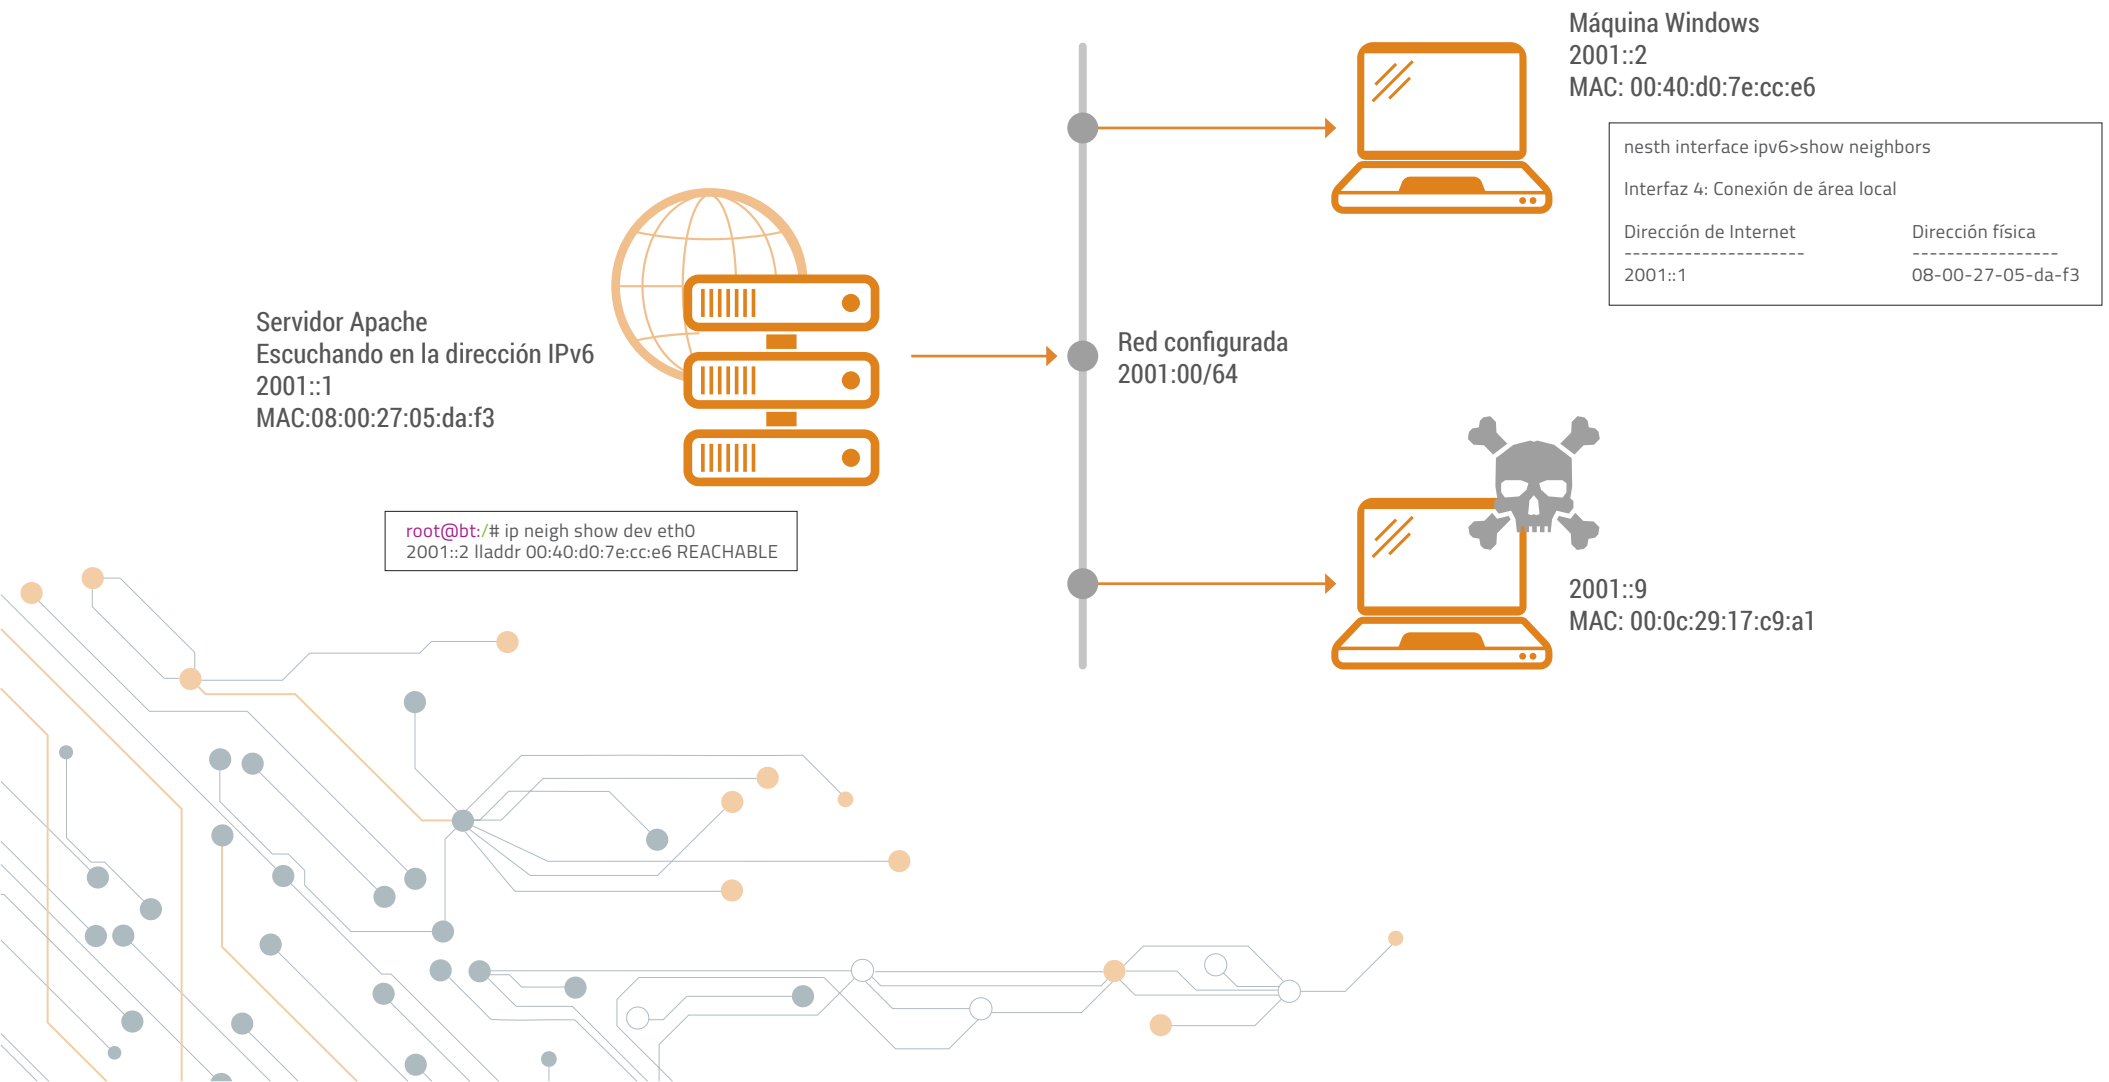 Máquina Windows
2001::2
MAC: 00:40:d0:7e:cc:e6
nesth interface ipv6>show neighbors
Interfaz 4: Conexión de área local
Dirección de Internet Dirección física
--------------------- -----------------
2001::1 08-00-27-05-da-f3
Servidor Apache
Escuchando en la dirección IPv6
2001::1
MAC:08:00:27:05:da:f3
Red configurada
2001:00/64
root@bt:/# ip neigh show dev eth0
2001::2 lladdr 00:40:d0:7e:cc:e6 REACHABLE
2001::9
MAC: 00:0c:29:17:c9:a1